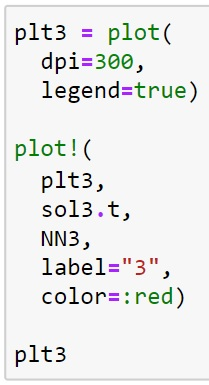 plt3 = plot(
  dpi=300,
  legend=true)

plot!(
  plt3,
  sol3.t,
  NN3,
  label="3",
  color=:red)

plt3